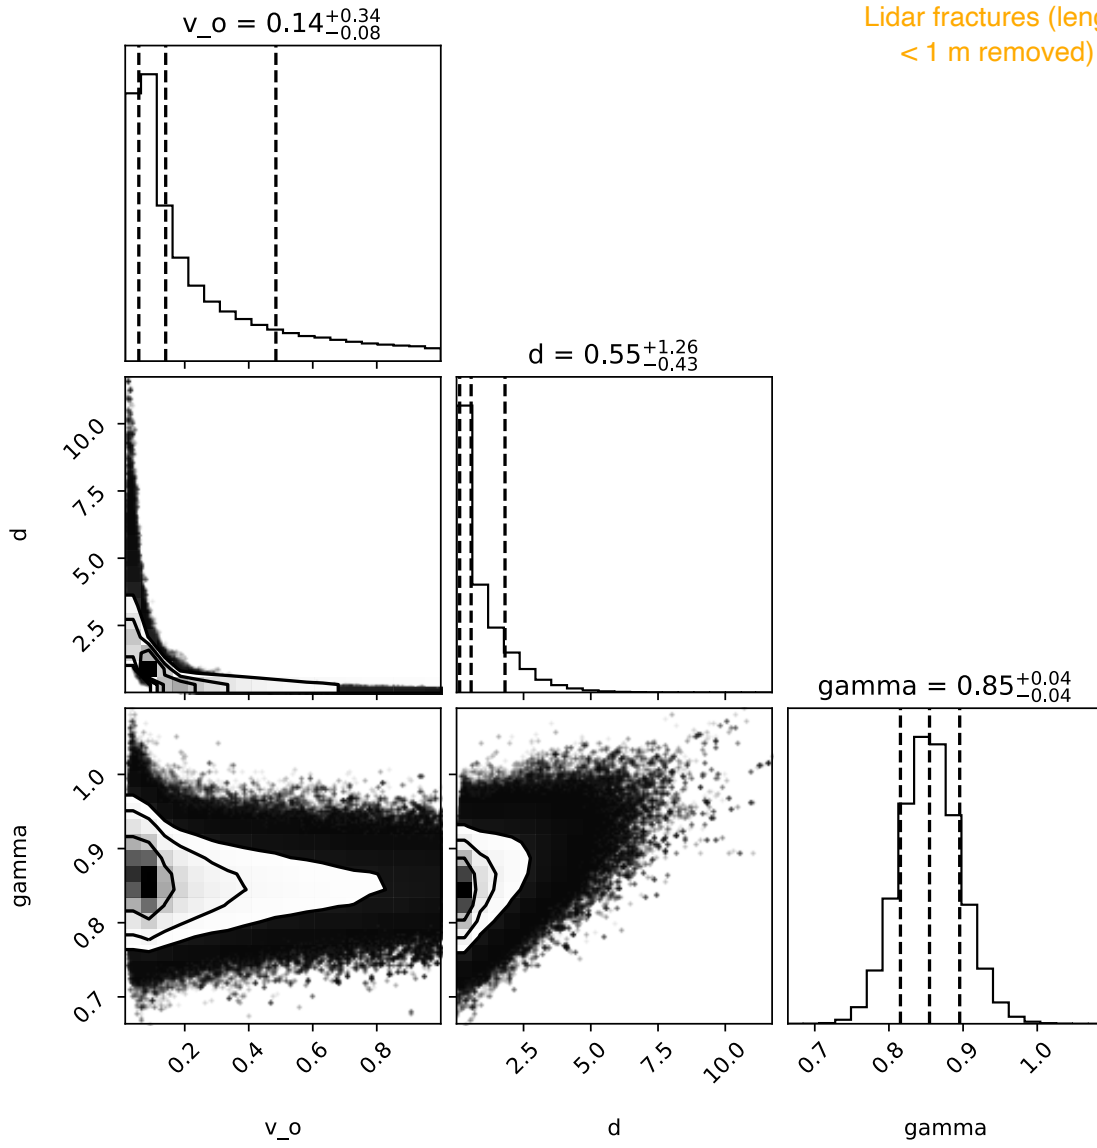 v_o = 0.14+0.34−0.08
Lidar fractures (leng
< 1 m removed)
d = 0.55+1.26−0.43
gamma = 0.85+0.04−0.04
d
10.0
7.5
5.0
2.5
gamma
1.0
0.9
0.8
0.7
0.2 0.4 0.6 0.8
2.5 5.0 7.5 10.0
0.7 0.8 0.9 1.0
v_o d gamma